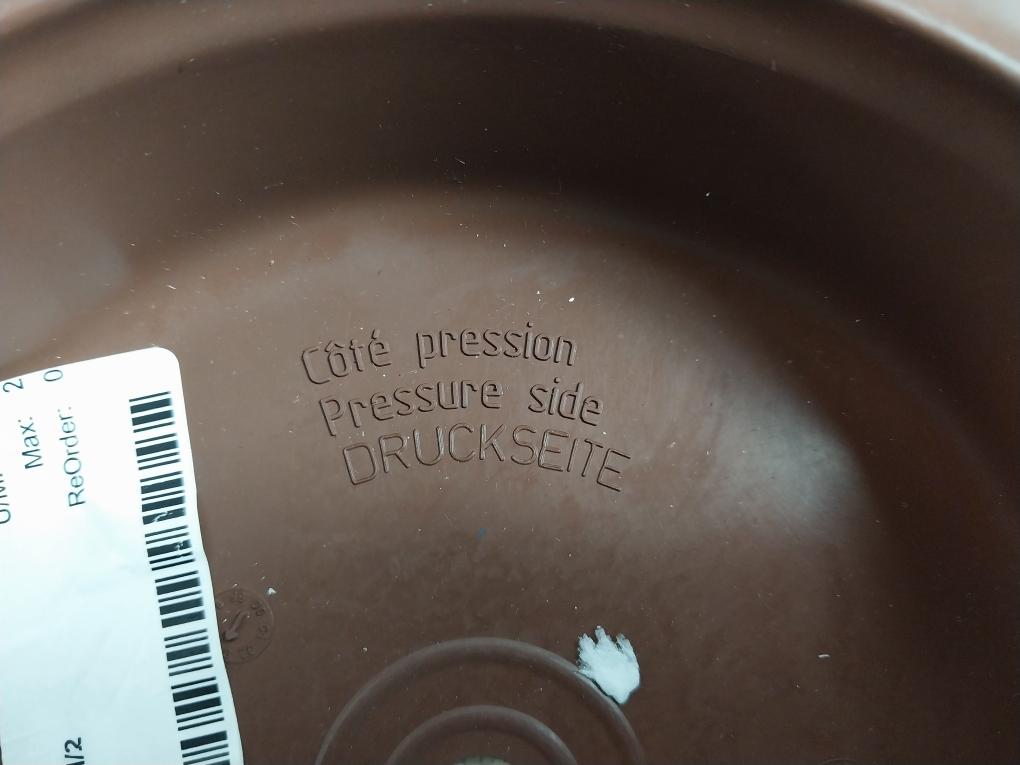 Côté pression
Pressure side
DRUCKSEITE
Max: 2
ReOrder: 0